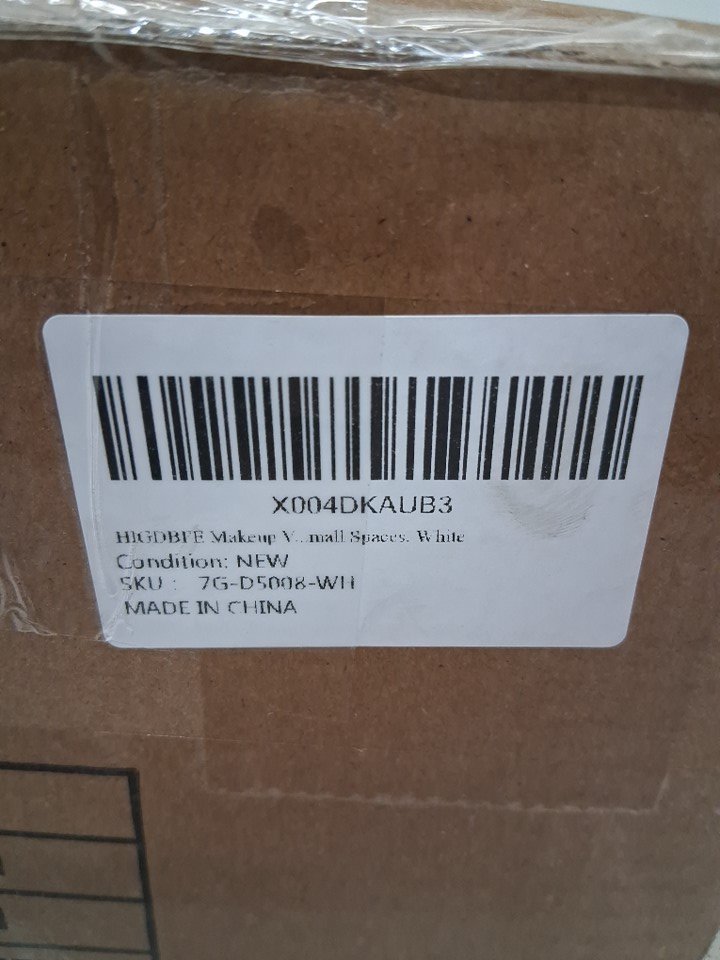 X004DKAUB3
HIGDBFE Makeup V...mall Spaces, White
Condition: NEW
SKU : 7G-D5008-WH
MADE IN CHINA